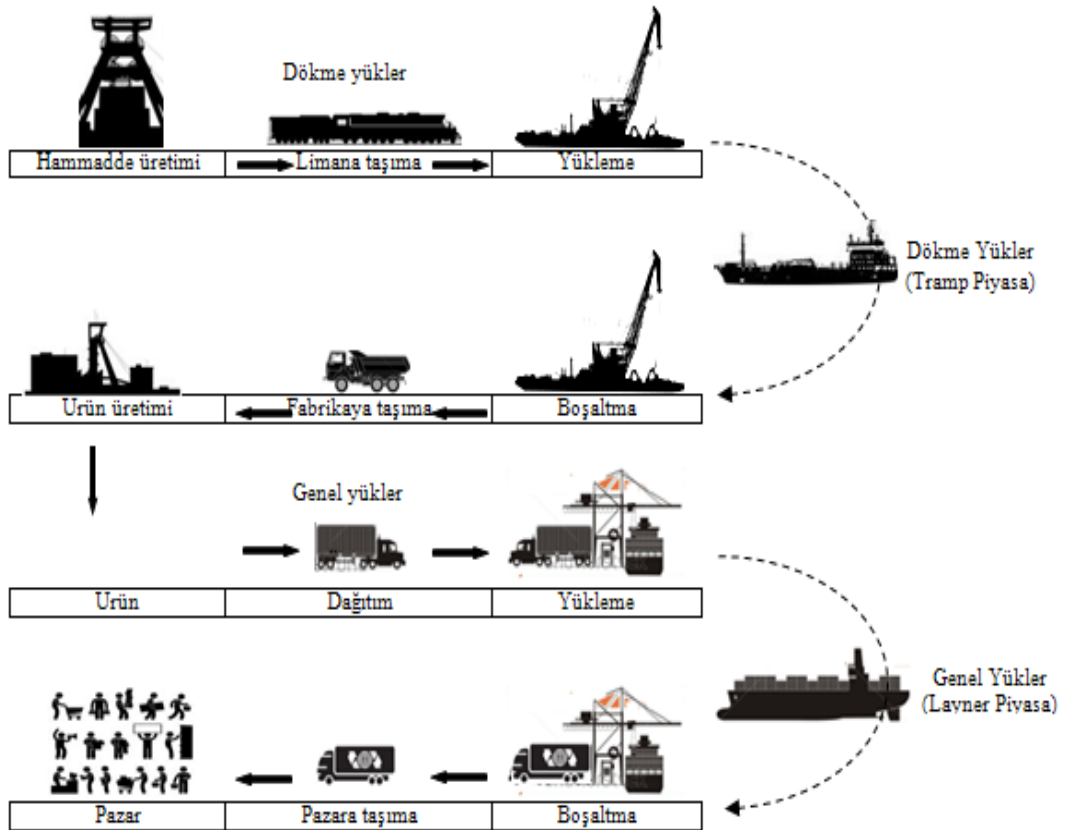 Dökme yükler
Hammadde üretimi
Limana taşıma
Yükleme
Dökme Yükler
(Tramp Piyasa)
Urün üretimi
Fabrikaya taşıma
Boşaltma
Genel yükler
Urün
Dağıtım
Yükleme
Genel Yükler
(Layner Piyasa)
Pazar
Pazara taşıma
Boşaltma